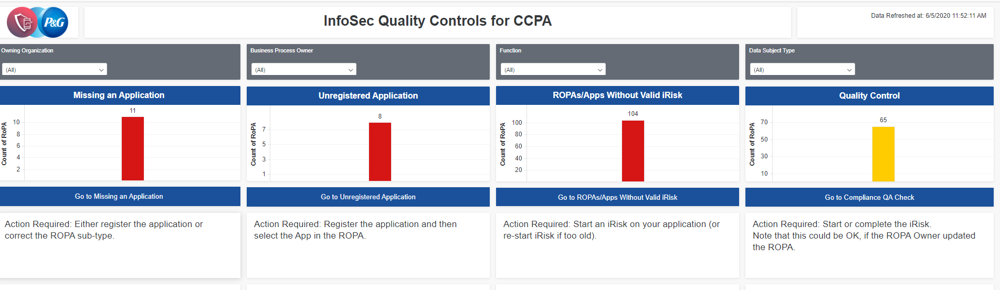 P&G
InfoSec Quality Controls for CCPA
Data Refreshed at: 6/5/2020 11:52:11 AM
Owning Organization
(All)
Business Process Owner
(All)
Function
(All)
Data Subject Type
(All)
Missing an Application
11
10
8
6
4
2
Count of RoPA
Go to Missing an Application
Action Required: Either register the application or
correct the ROPA sub-type.
Unregistered Application
8
7
5
3
1
Count of RoPA
Go to Unregistered Application
Action Required: Register the application and then
select the App in the ROPA.
ROPAs/Apps Without Valid iRisk
104
100
80
60
40
20
Count of RoPA
Go to ROPAs/Apps Without Valid iRisk
Action Required: Start an iRisk on your application (or
re-start iRisk if too old).
Quality Control
65
70
50
30
10
Count of RoPA
Go to Compliance QA Check
Action Required: Start or complete the iRisk.
Note that this could be OK, if the ROPA Owner updated
the ROPA.